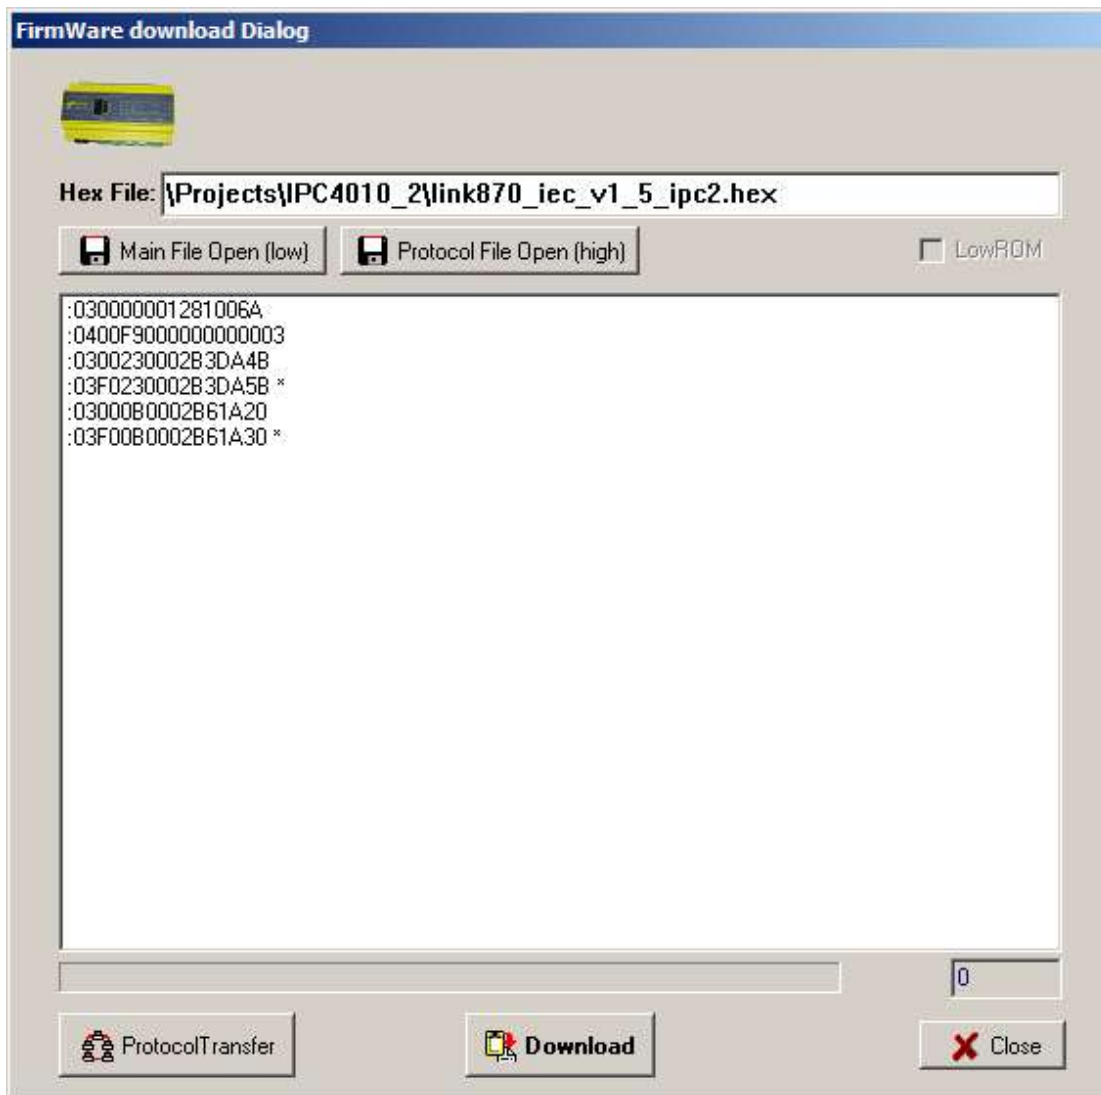 FirmWare download Dialog
Hex File: \Projects\IPC4010_2\link870_iec_v1_5_ipc2.hex
Main File Open (low) Protocol File Open (high) LowROM
:030000001281006A
:0400F9000000000003
:0300230002B3DA4B
:03F0230002B3DA5B *
:03000B0002B61A20
:03F00B0002B61A30 *
0
ProtocolTransfer Download Close